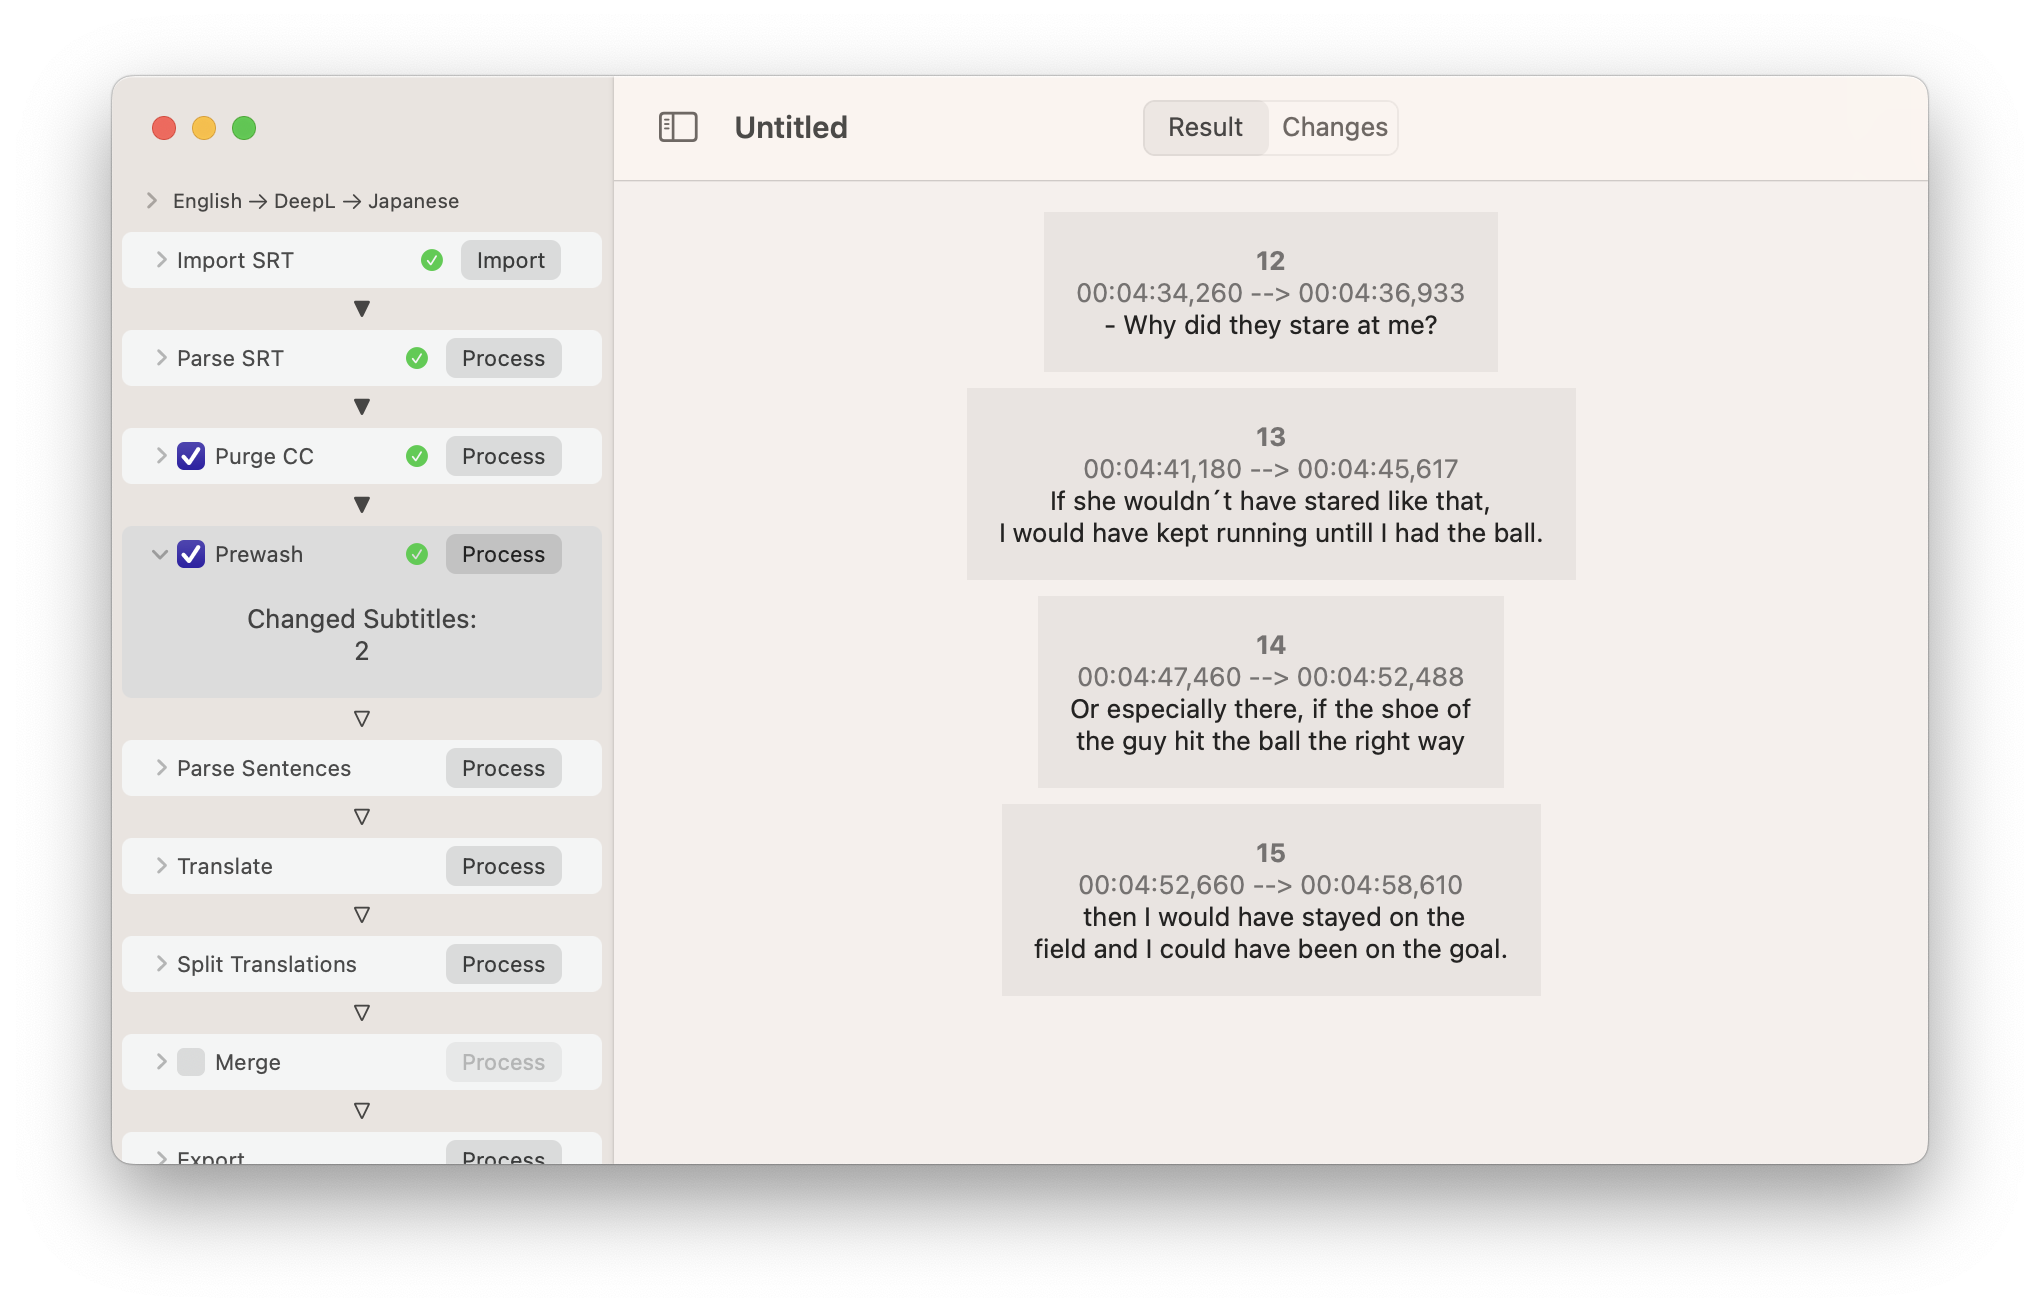 Untitled
Result
Changes
English → DeepL → Japanese
Import SRT
Import
Parse SRT
Process
Purge CC
Process
Prewash
Process
Changed Subtitles:
2
Parse Sentences
Process
Translate
Process
Split Translations
Process
Merge
Process
Export
Process
12
00:04:34,260 --> 00:04:36,933
- Why did they stare at me?
13
00:04:41,180 --> 00:04:45,617
If she wouldn´t have stared like that,
I would have kept running untill I had the ball.
14
00:04:47,460 --> 00:04:52,488
Or especially there, if the shoe of
the guy hit the ball the right way
15
00:04:52,660 --> 00:04:58,610
then I would have stayed on the
field and I could have been on the goal.